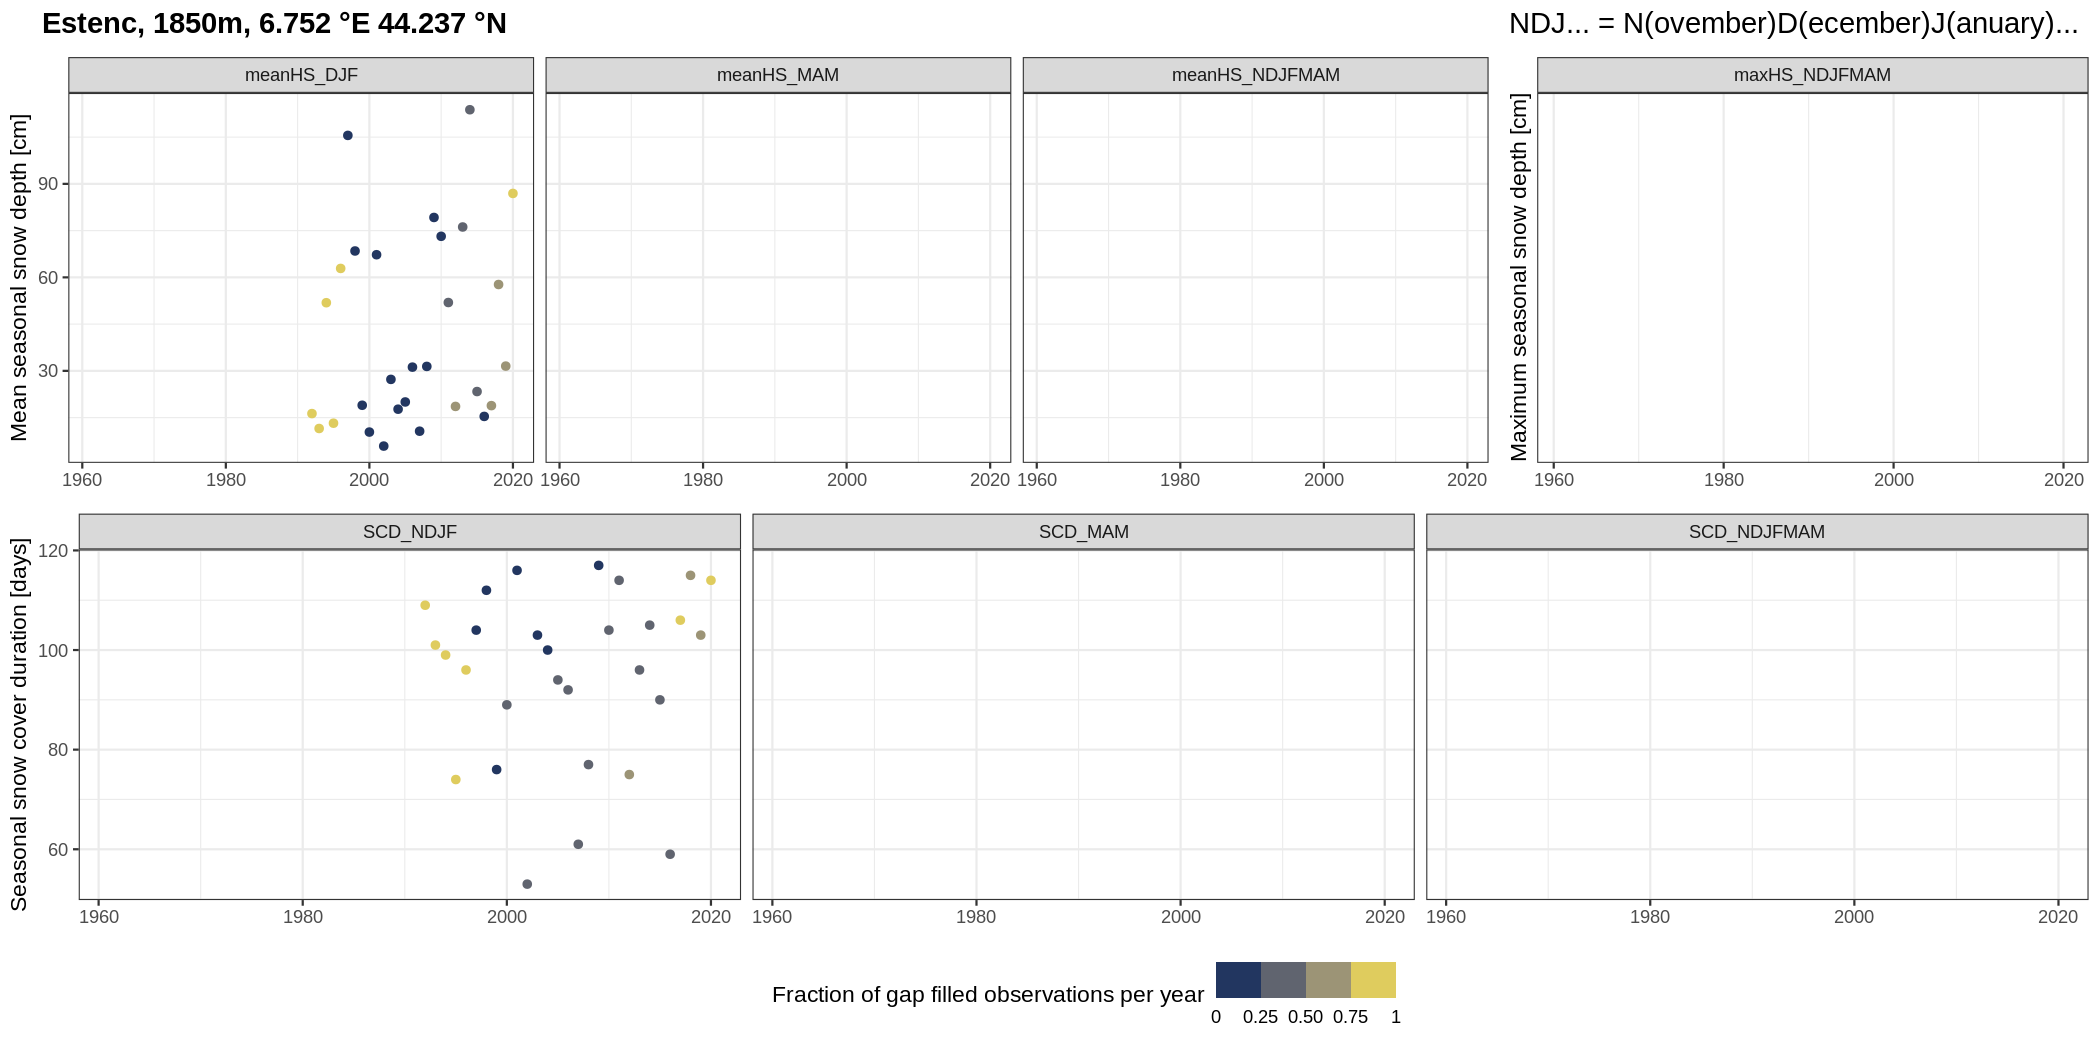 Estenc, 1850m, 6.752 °E 44.237 °N
NDJ... = N(ovember)D(ecember)J(anuary)...
meanHS_DJF
meanHS_MAM
meanHS_NDJFMAM
maxHS_NDJFMAM
Mean seasonal snow depth [cm]
90
60
30
1960 1980 2000 2020
1960 1980 2000 2020
1960 1980 2000 2020
Maximum seasonal snow depth [cm]
1960 1980 2000 2020
SCD_NDJF
SCD_MAM
SCD_NDJFMAM
Seasonal snow cover duration [days]
120
100
80
60
1960 1980 2000 2020
1960 1980 2000 2020
1960 1980 2000 2020
Fraction of gap filled observations per year
0 0.25 0.50 0.75 1